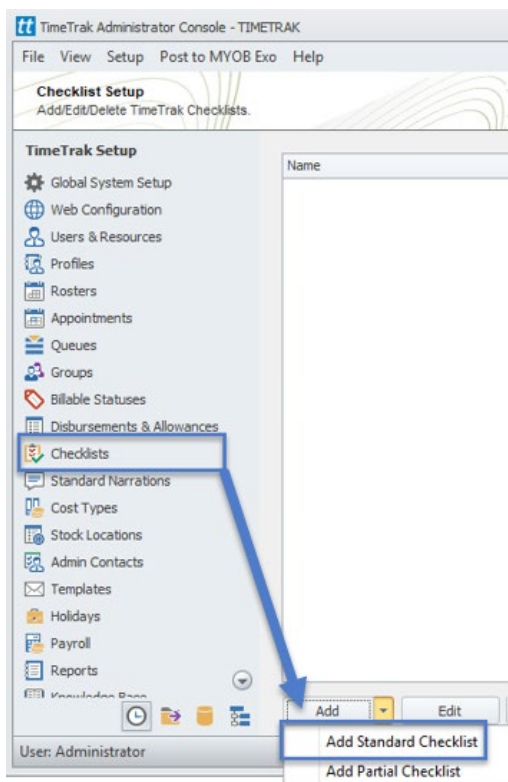 tt TimeTrak Administrator Console - TIMETRAK
File View Setup Post to MYOB Exo Help
Checklist Setup
Add/Edit/Delete TimeTrak Checklists.
TimeTrak Setup
Name
Global System Setup
Web Configuration
Users & Resources
Profiles
Rosters
Appointments
Queues
Groups
Billable Statuses
Disbursements & Allowances
Checklists
Standard Narrations
Cost Types
Stock Locations
Admin Contacts
Templates
Holidays
Payroll
Reports
Knowledge Base
Add Edit
User: Administrator
Add Standard Checklist
Add Partial Checklist